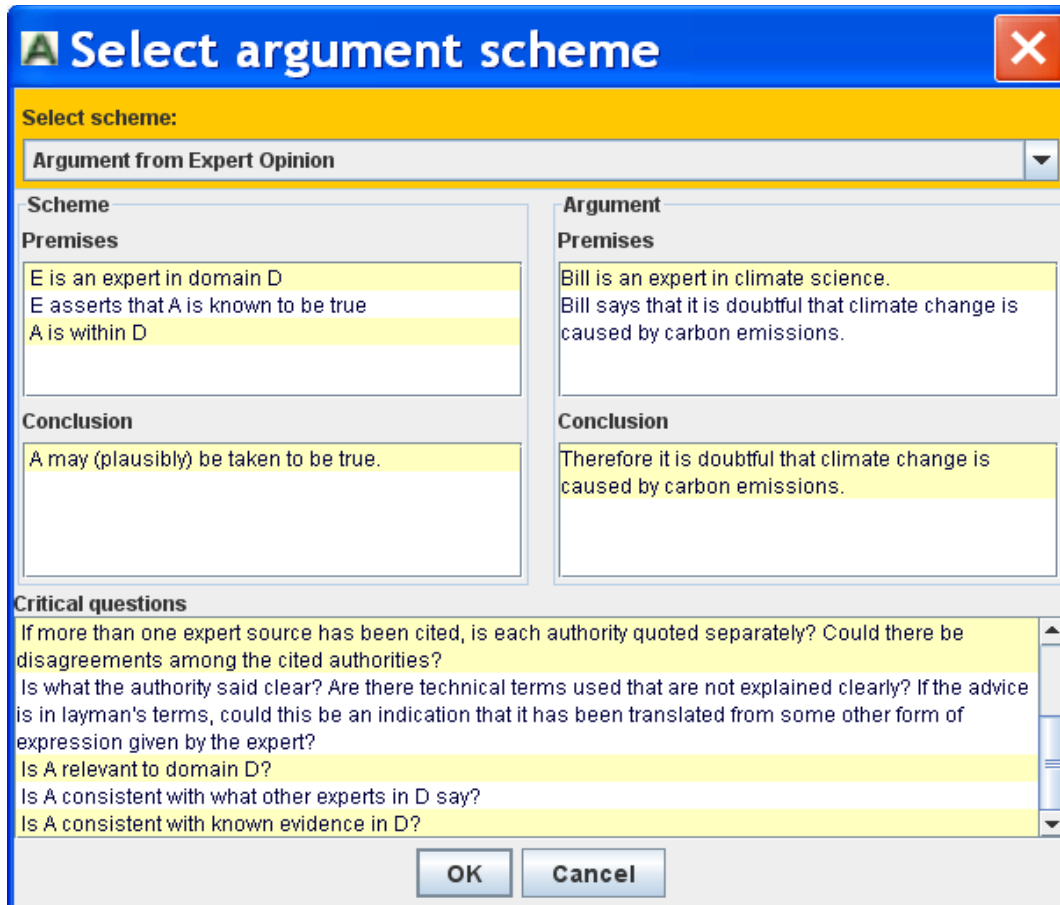 A Select argument scheme
Select scheme:
Argument from Expert Opinion
Scheme
Premises
E is an expert in domain D
E asserts that A is known to be true
A is within D
Conclusion
A may (plausibly) be taken to be true.
Argument
Premises
Bill is an expert in climate science.
Bill says that it is doubtful that climate change is
caused by carbon emissions.
Conclusion
Therefore it is doubtful that climate change is
caused by carbon emissions.
Critical questions
If more than one expert source has been cited, is each authority quoted separately? Could there be
disagreements among the cited authorities?
Is what the authority said clear? Are there technical terms used that are not explained clearly? If the advice
is in layman's terms, could this be an indication that it has been translated from some other form of
expression given by the expert?
Is A relevant to domain D?
Is A consistent with what other experts in D say?
Is A consistent with known evidence in D?
OK
Cancel